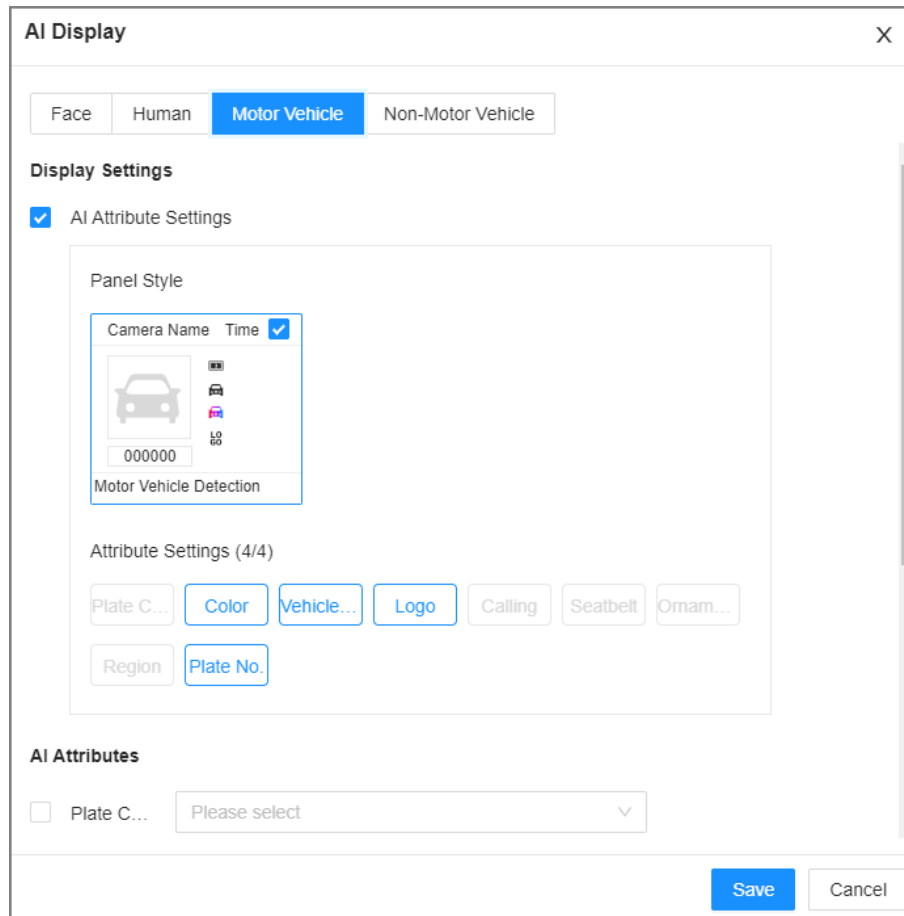 AI Display X
Face Human Motor Vehicle Non-Motor Vehicle
Display Settings
AI Attribute Settings
Panel Style
Camera Name Time
LO
GO
000000
Motor Vehicle Detection
Attribute Settings (4/4)
Plate C... Color Vehicle... Logo Calling Seatbelt Ornam...
Region Plate No.
AI Attributes
Plate C... Please select
Save Cancel